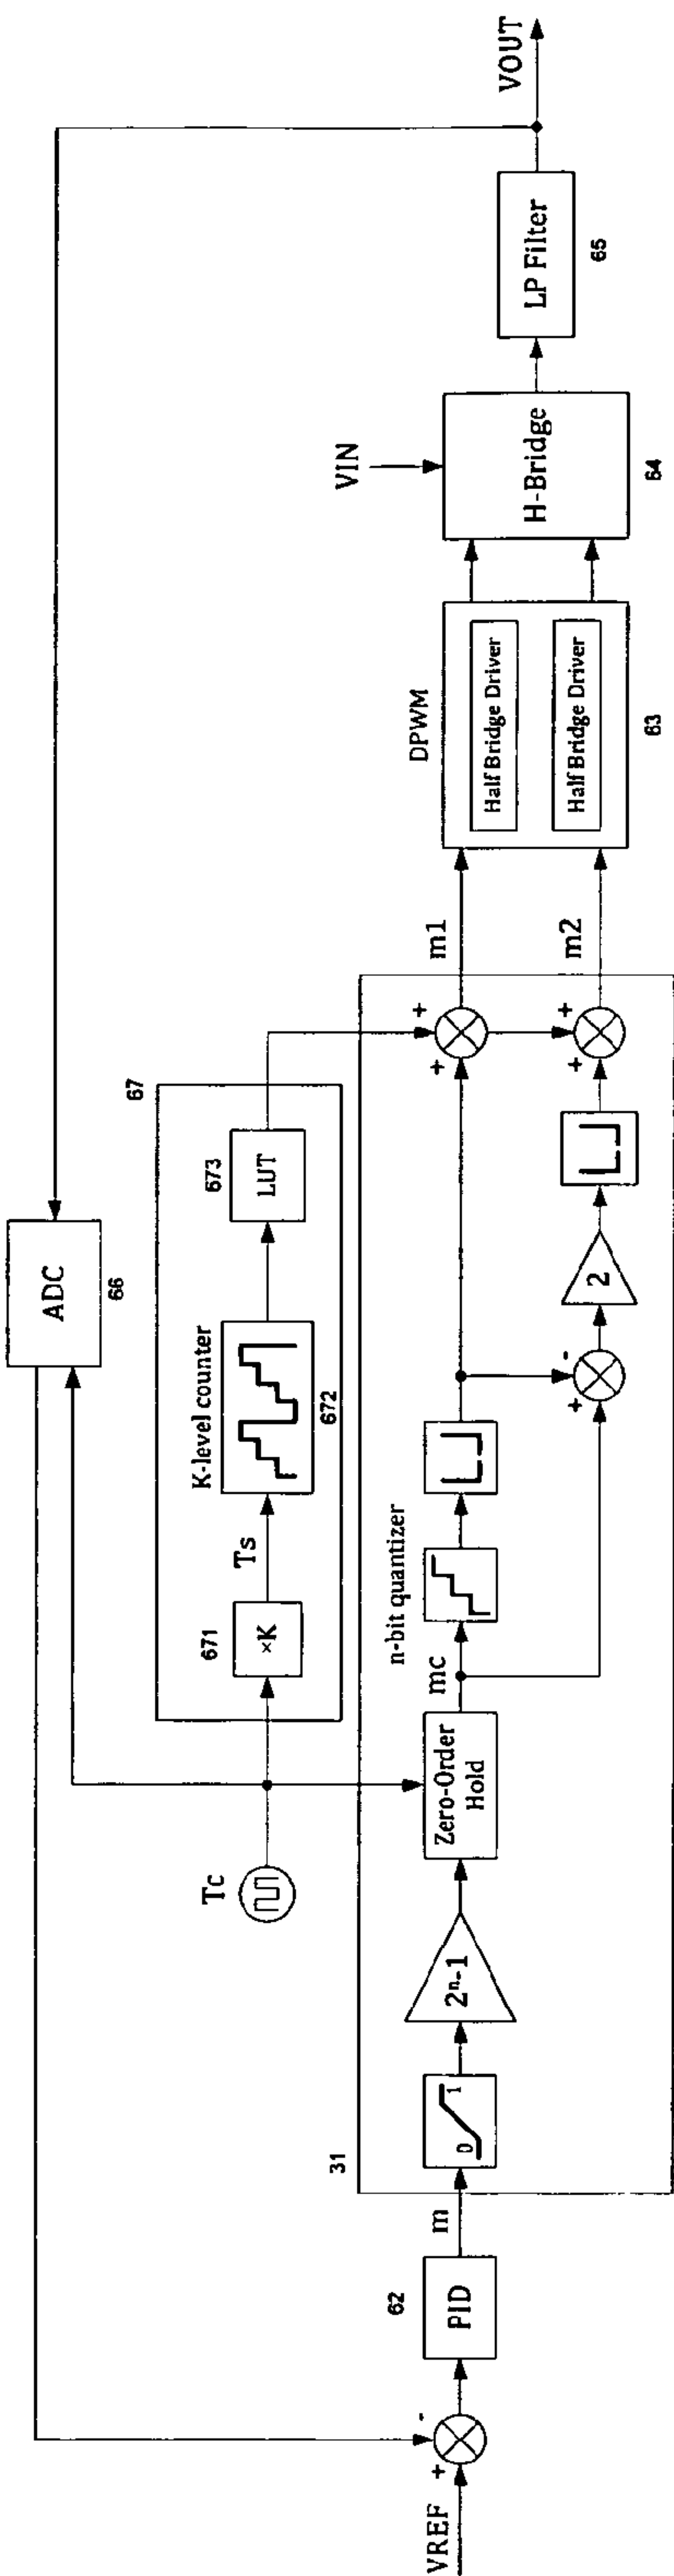 VREF
+
-
PID
62
m
31
0
1
2ⁿ-1
Zero-Order
Hold
mc
n-bit quantizer
+
-
2
+
+
+
+
m1
m2
Tc
67
×K
671
Ts
K-level counter
672
LUT
673
ADC
66
DPWM
Half Bridge Driver
Half Bridge Driver
63
VIN
H-Bridge
64
LP Filter
65
VOUT